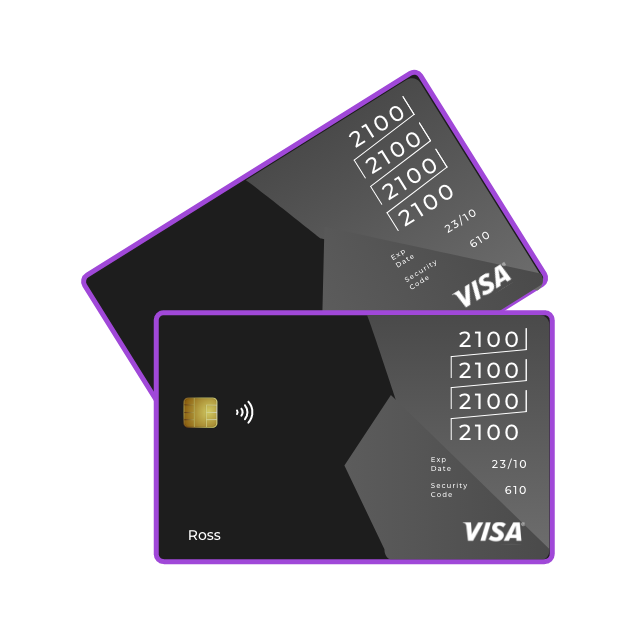 2100
2100
2100
2100
Exp
Date
23/10
Security
Code
610
VISA
2100
2100
2100
2100
Exp
Date
23/10
Security
Code
610
VISA
Ross